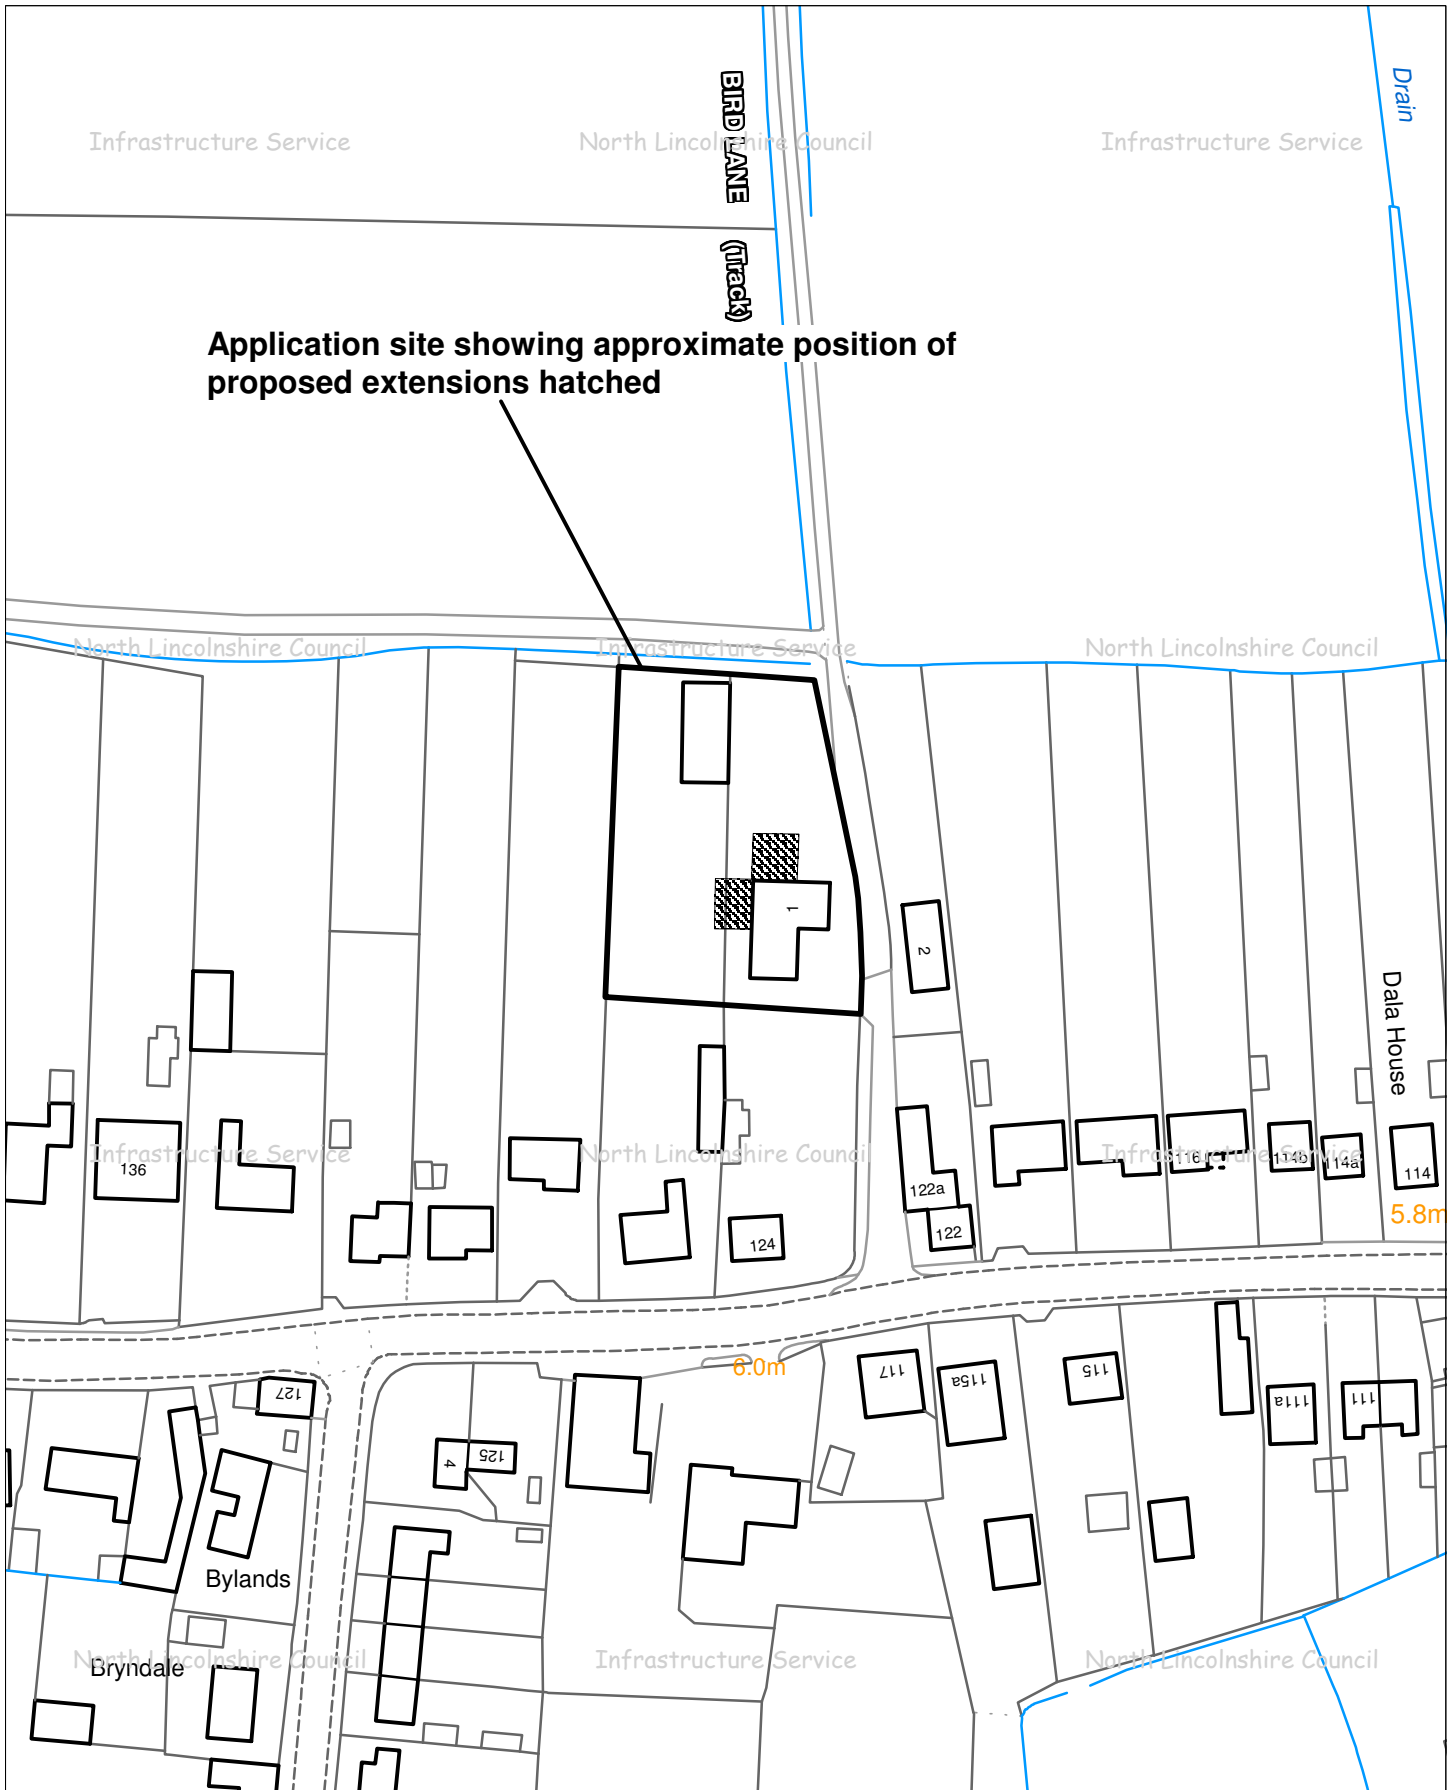 BIRD LANE (Track)
Drain
Infrastructure Service
North Lincolnshire Council
Infrastructure Service
Application site showing approximate position of
proposed extensions hatched
North Lincolnshire Council
Infrastructure Service
North Lincolnshire Council
1
2
Dala House
Infrastructure Service
North Lincolnshire Council
Infrastructure Service
136
122a
116
114b
114a
114
122
124
5.8m
6.0m
117
115a
115
111a
111
127
125
4
Bylands
North Lincolnshire Council
Infrastructure Service
North Lincolnshire Council
Bryndale